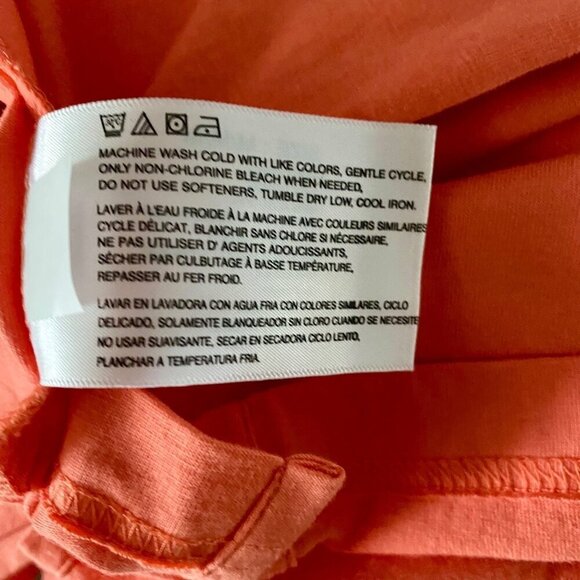 MACHINE WASH COLD WITH LIKE COLORS, GENTLE CYCLE,
ONLY NON-CHLORINE BLEACH WHEN NEEDED,
DO NOT USE SOFTENERS, TUMBLE DRY LOW, COOL IRON.
LAVER À L'EAU FROIDE À LA MACHINE AVEC COULEURS SIMILAIRES
CYCLE DÉLICAT, BLANCHIR SANS CHLORE SI NÉCESSAIRE,
NE PAS UTILISER D' AGENTS ADOUCISSANTS,
SÉCHER PAR CULBUTAGE À BASSE TEMPÉRATURE,
REPASSER AU FER FROID.
LAVAR EN LAVADORA CON AGUA FRIA CON COLORES SIMILARES, CICLO
DELICADO, SOLAMENTE BLANQUEADOR SIN CLORO CUANDO SE NECESITE
NO USAR SUAVISANTE, SECAR EN SECADORA CICLO LENTO,
PLANCHAR A TEMPERATURA FRIA.